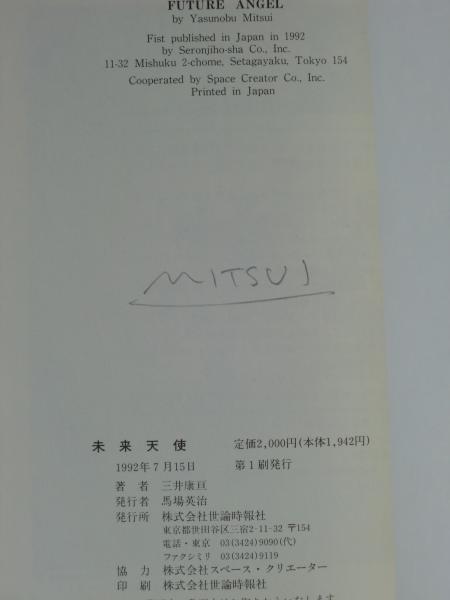 FUTURE ANGEL
by Yasunobu Mitsui
Fist published in Japan in 1992
by Seronjiho-sha Co., Inc.
11-32 Mishuku 2-chome, Setagayaku, Tokyo 154
Cooperated by Space Creator Co., Inc.
Printed in Japan
MITSUI
未来天使 定価2,000円(本体1,942円)
1992年7月15日 第1刷発行
著者 三井康亘
発行者 馬場英治
発行所 株式会社世論時報社
東京都世田谷区三宿2-11-32 〒154
電話・東京 03(3424)9090(代)
ファクシミリ 03(3424)9119
協力 株式会社スペース・クリエーター
印刷 株式会社世論時報社